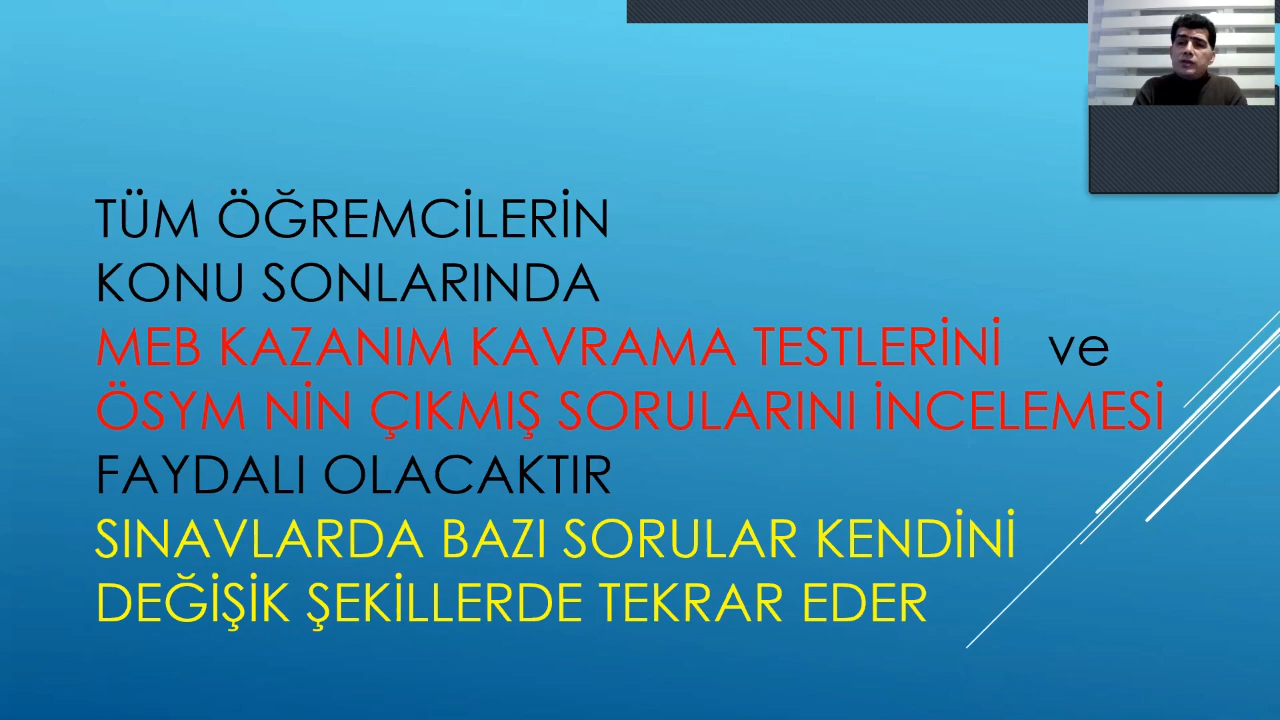 TÜM ÖĞREMCİLERİN
KONU SONLARINDA
MEB KAZANIM KAVRAMA TESTLERİNİ ve
ÖSYM NİN ÇIKMIŞ SORULARINI İNCELEMESİ
FAYDALI OLACAKTIR
SINAVLARDA BAZI SORULAR KENDİNİ
DEĞİŞİK ŞEKİLLERDE TEKRAR EDER